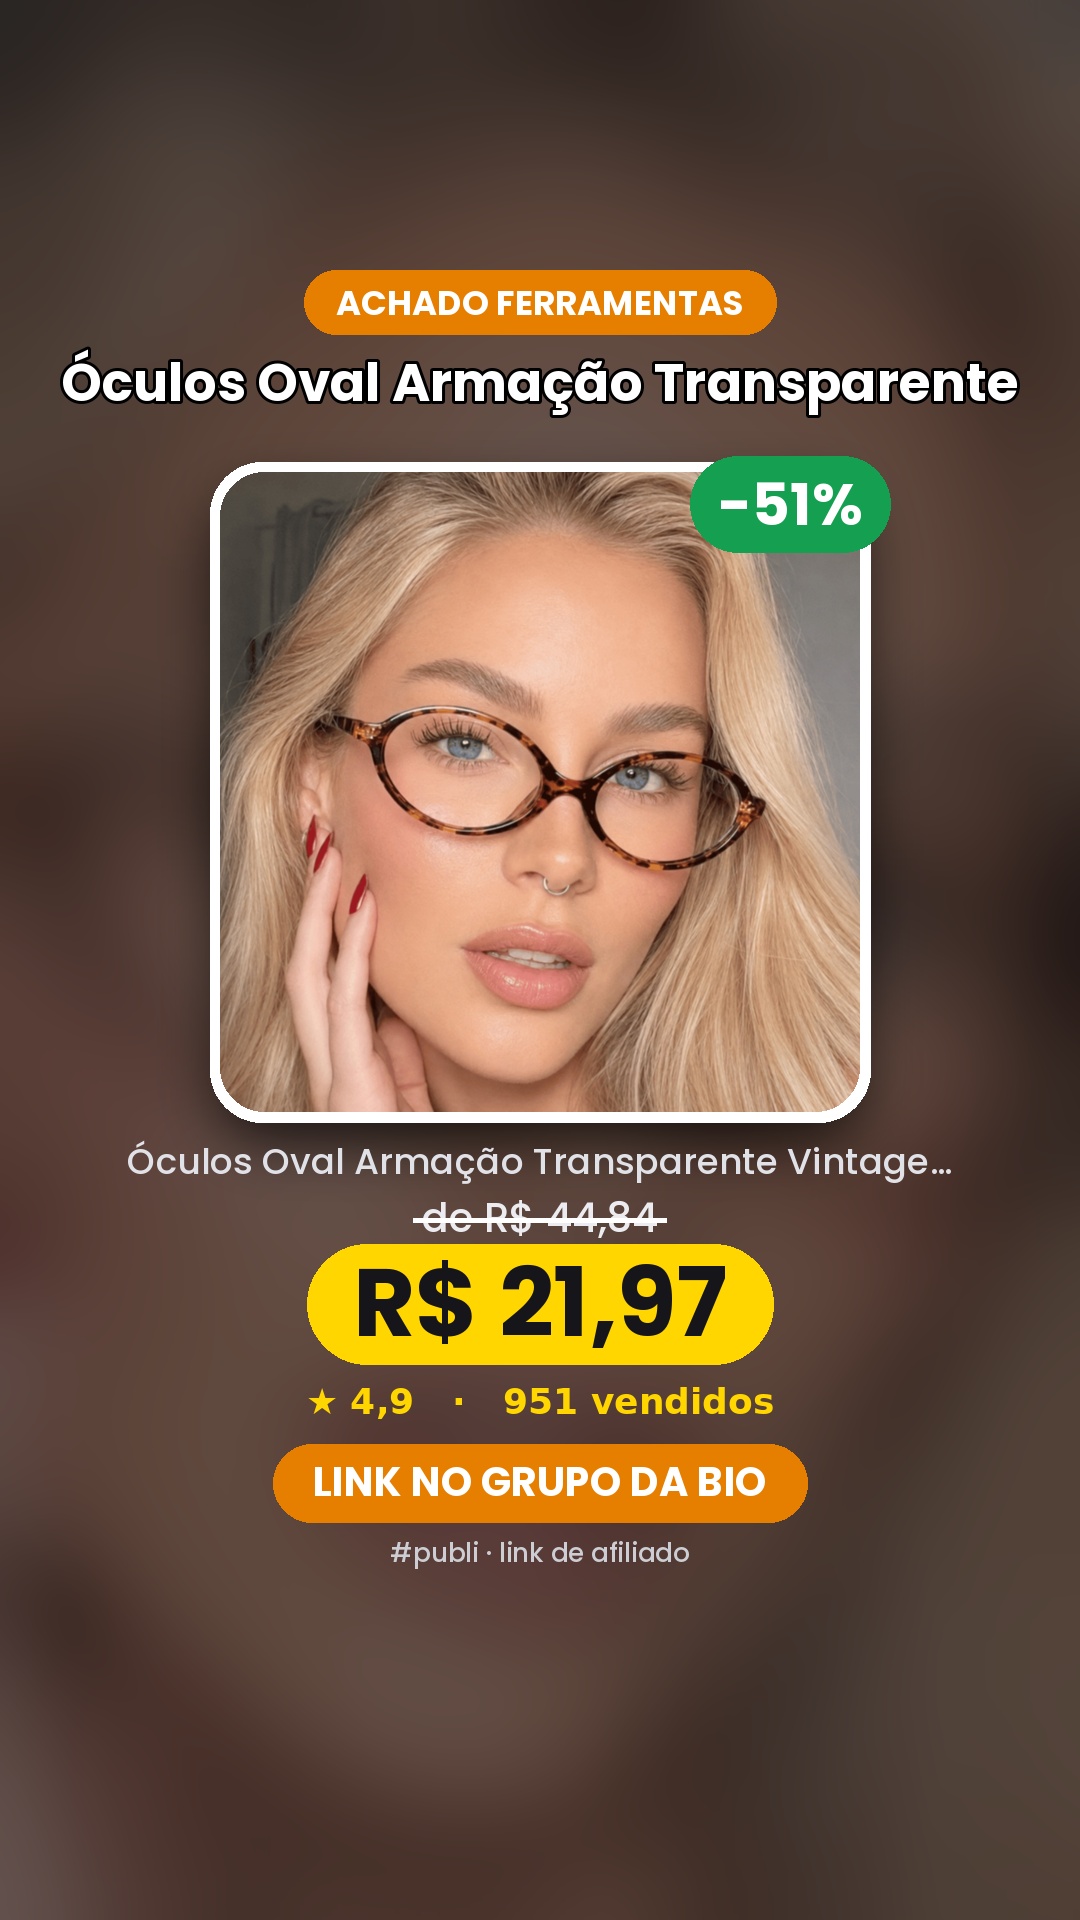 ACHADO FERRAMENTAS
Óculos Oval Armação Transparente
-51%
Óculos Oval Armação Transparente Vintage...
de R$ 44,84
R$ 21,97
★ 4,9 · 951 vendidos
LINK NO GRUPO DA BIO
#publi · link de afiliado